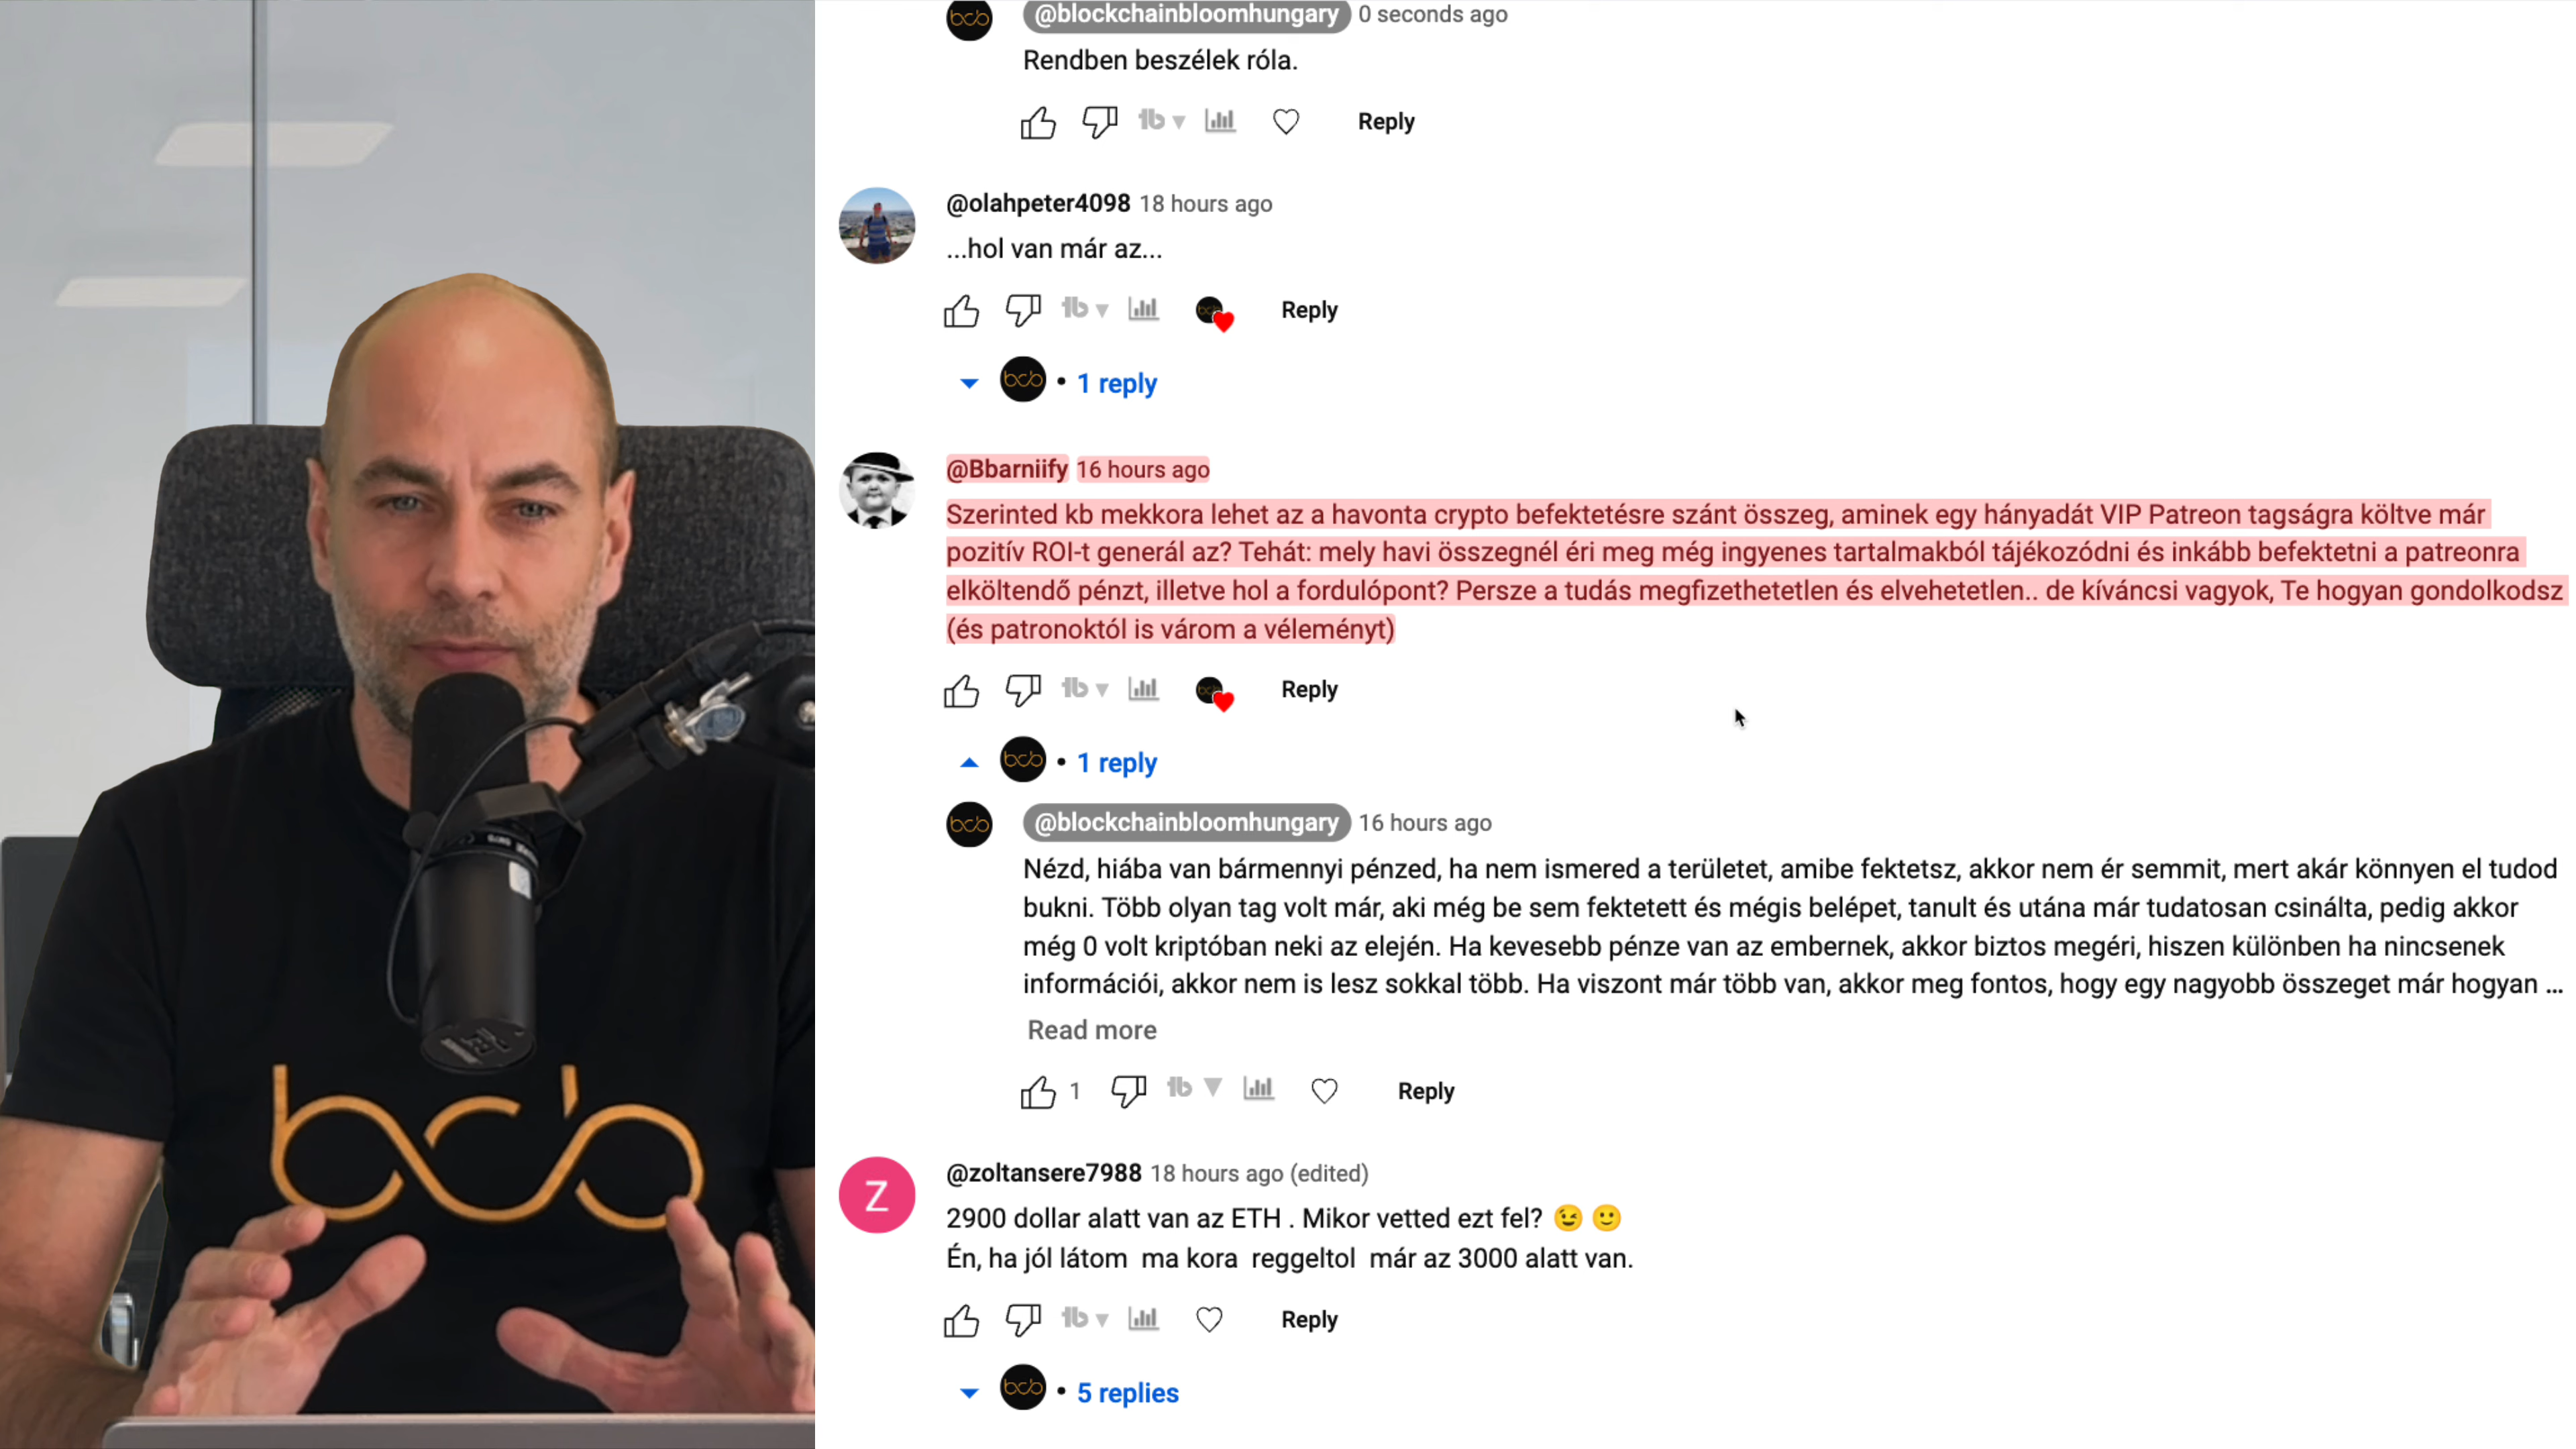 @blockchainbloomhungary 0 seconds ago
Rendben beszélek róla.
Reply
@olahpeter4098 18 hours ago
...hol van már az...
Reply
bcb • 1 reply
@Bbarniify 16 hours ago
Szerinted kb mekkora lehet az a havonta crypto befektetésre szánt összeg, aminek egy hányadát VIP Patreon tagságra költve már
pozitív ROI-t generál az? Tehát: mely havi összegnél éri meg még ingyenes tartalmakból tájékozódni és inkább befektetni a patreonra
elköltendő pénzt, illetve hol a fordulópont? Persze a tudás megfizethetetlen és elvehetetlen.. de kíváncsi vagyok, Te hogyan gondolkodsz
(és patronoktól is várom a véleményt)
Reply
bcb • 1 reply
bcb @blockchainbloomhungary 16 hours ago
Nézd, hiába van bármennyi pénzed, ha nem ismered a területet, amibe fektetsz, akkor nem ér semmit, mert akár könnyen el tudod
bukni. Több olyan tag volt már, aki még be sem fektetett és mégis belépet, tanult és utána már tudatosan csinálta, pedig akkor
még 0 volt kriptóban neki az elején. Ha kevesebb pénze van az embernek, akkor biztos megéri, hiszen különben ha nincsenek
információi, akkor nem is lesz sokkal több. Ha viszont már több van, akkor meg fontos, hogy egy nagyobb összeget már hogyan ...
Read more
1 Reply
Z @zoltansere7988 18 hours ago (edited)
2900 dollar alatt van az ETH . Mikor vetted ezt fel? 😉 🙂
Én, ha jól látom ma kora reggeltol már az 3000 alatt van.
Reply
bcb • 5 replies
bcb